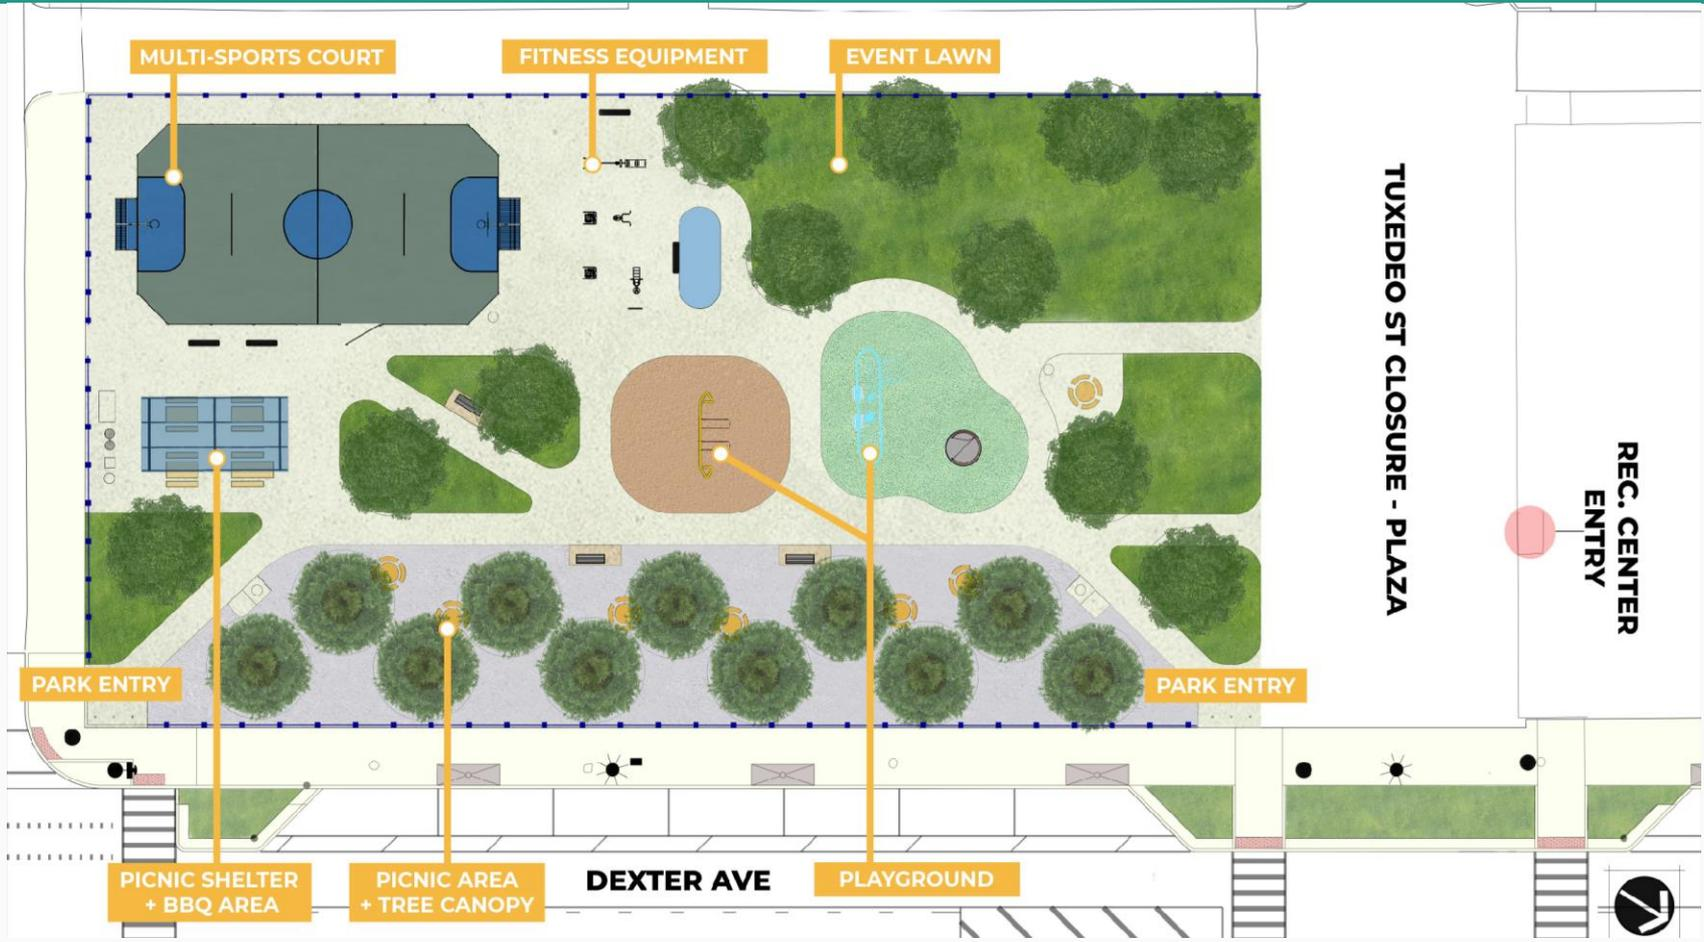 MULTI-SPORTS COURT
FITNESS EQUIPMENT
EVENT LAWN
TUXEDEO ST CLOSURE - PLAZA
REC. CENTER
ENTRY
PARK ENTRY
PARK ENTRY
PICNIC SHELTER
+ BBQ AREA
PICNIC AREA
+ TREE CANOPY
DEXTER AVE
PLAYGROUND